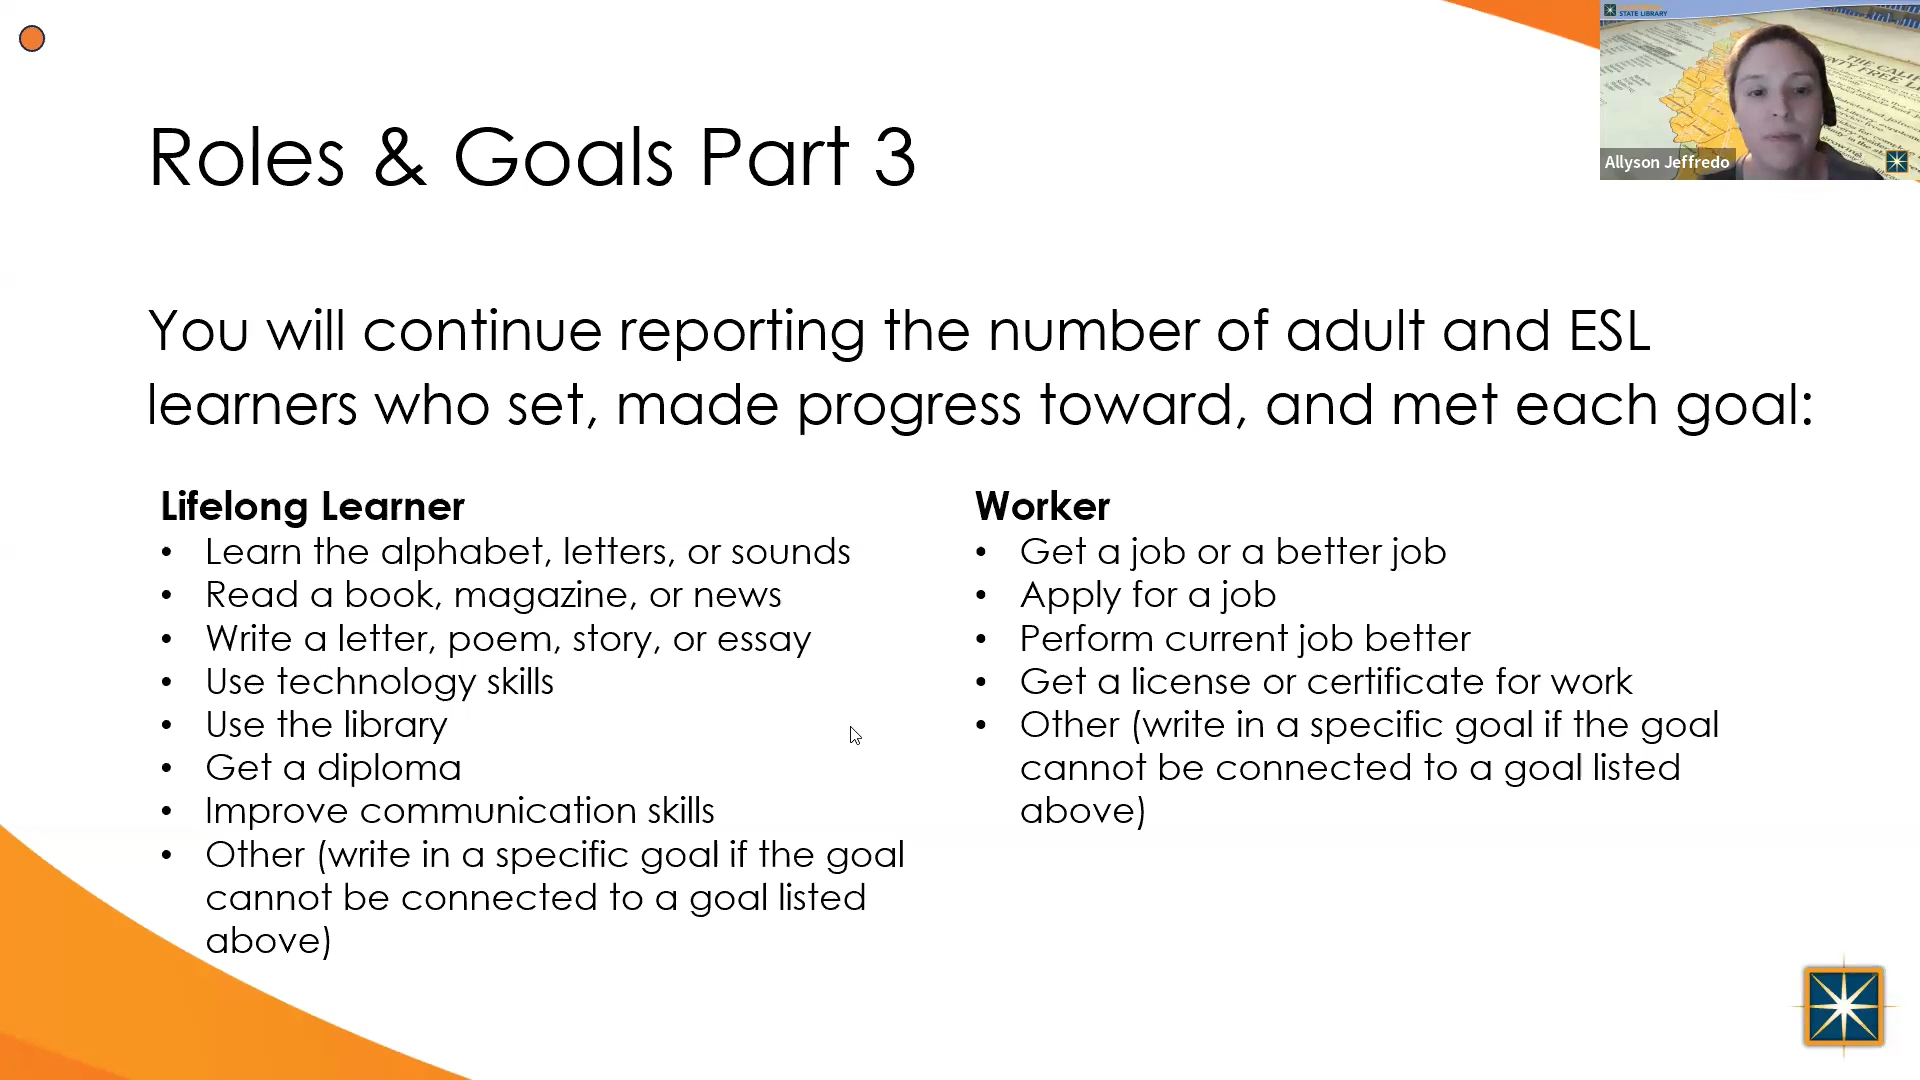 STATE LIBRARY
Allyson Jeffredo
Roles & Goals Part 3
You will continue reporting the number of adult and ESL
learners who set, made progress toward, and met each goal:
Lifelong Learner
• Learn the alphabet, letters, or sounds
• Read a book, magazine, or news
• Write a letter, poem, story, or essay
• Use technology skills
• Use the library
• Get a diploma
• Improve communication skills
• Other (write in a specific goal if the goal
cannot be connected to a goal listed
above)
Worker
• Get a job or a better job
• Apply for a job
• Perform current job better
• Get a license or certificate for work
• Other (write in a specific goal if the goal
cannot be connected to a goal listed
above)